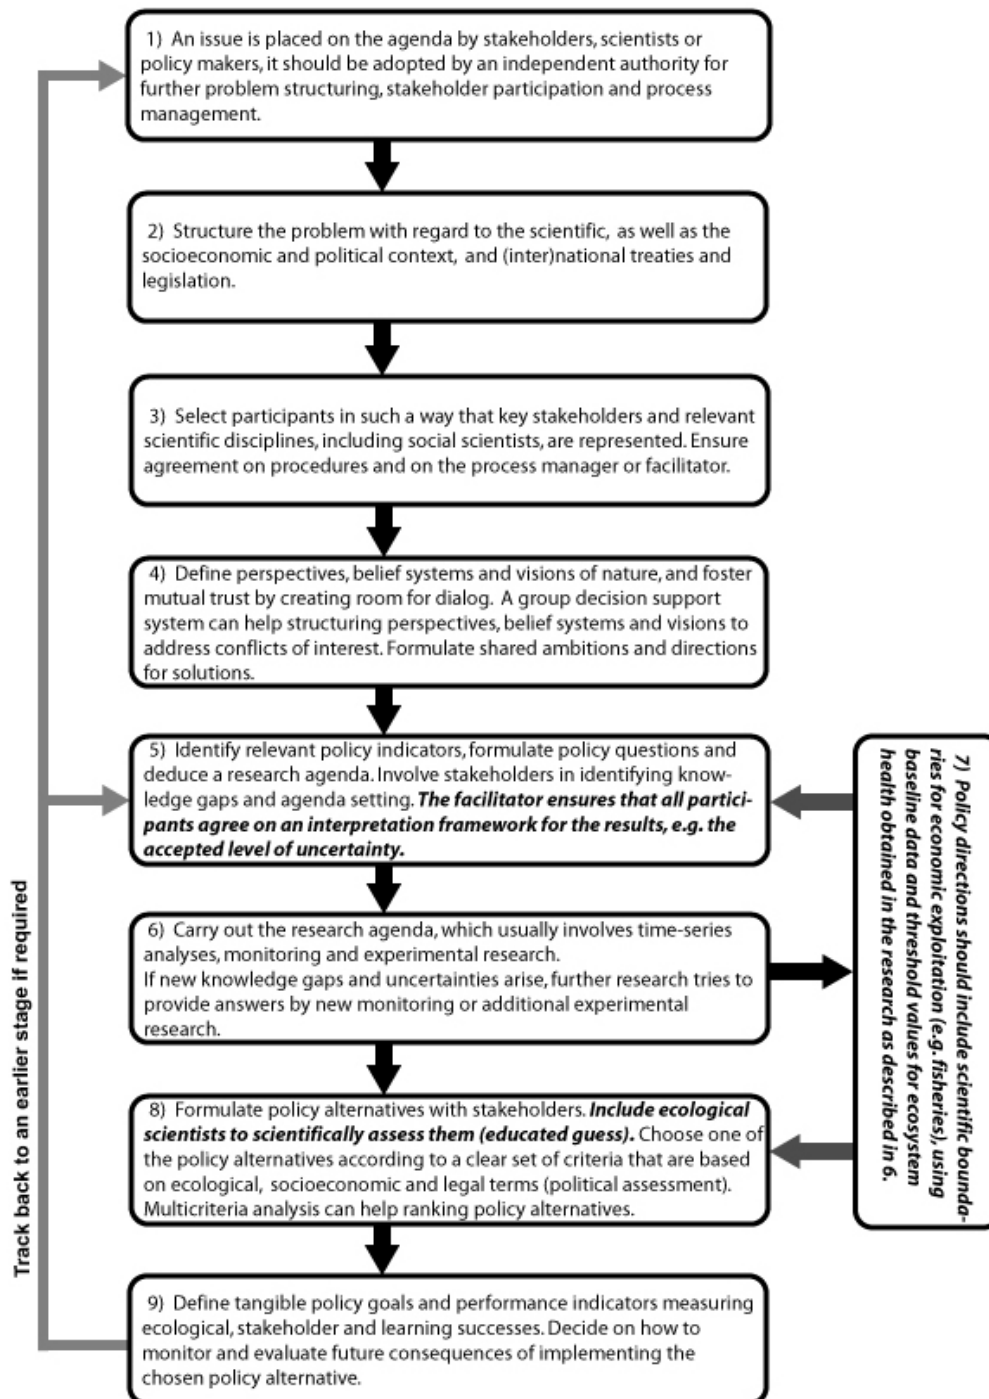 1) An issue is placed on the agenda by stakeholders, scientists or
policy makers, it should be adopted by an independent authority for
further problem structuring, stakeholder participation and process
management.
2) Structure the problem with regard to the scientific, as well as the
socioeconomic and political context, and (inter)national treaties and
legislation.
3) Select participants in such a way that key stakeholders and relevant
scientific disciplines, including social scientists, are represented. Ensure
agreement on procedures and on the process manager or facilitator.
4) Define perspectives, belief systems and visions of nature, and foster
mutual trust by creating room for dialog. A group decision support
system can help structuring perspectives, belief systems and visions to
address conflicts of interest. Formulate shared ambitions and directions
for solutions.
5) Identify relevant policy indicators, formulate policy questions and
deduce a research agenda. Involve stakeholders in identifying know-
ledge gaps and agenda setting. The facilitator ensures that all partici-
pants agree on an interpretation framework for the results, e.g. the
accepted level of uncertainty.
6) Carry out the research agenda, which usually involves time-series
analyses, monitoring and experimental research.
If new knowledge gaps and uncertainties arise, further research tries to
provide answers by new monitoring or additional experimental
research.
7) Policy directions should include scientific bounda-
ries for economic exploitation (e.g. fisheries), using
baseline data and threshold values for ecosystem
health obtained in the research as described in 6.
8) Formulate policy alternatives with stakeholders. Include ecological
scientists to scientifically assess them (educated guess). Choose one of
the policy alternatives according to a clear set of criteria that are based
on ecological, socioeconomic and legal terms (political assessment).
Multicriteria analysis can help ranking policy alternatives.
9) Define tangible policy goals and performance indicators measuring
ecological, stakeholder and learning successes. Decide on how to
monitor and evaluate future consequences of implementing the
chosen policy alternative.
Track back to an earlier stage if required